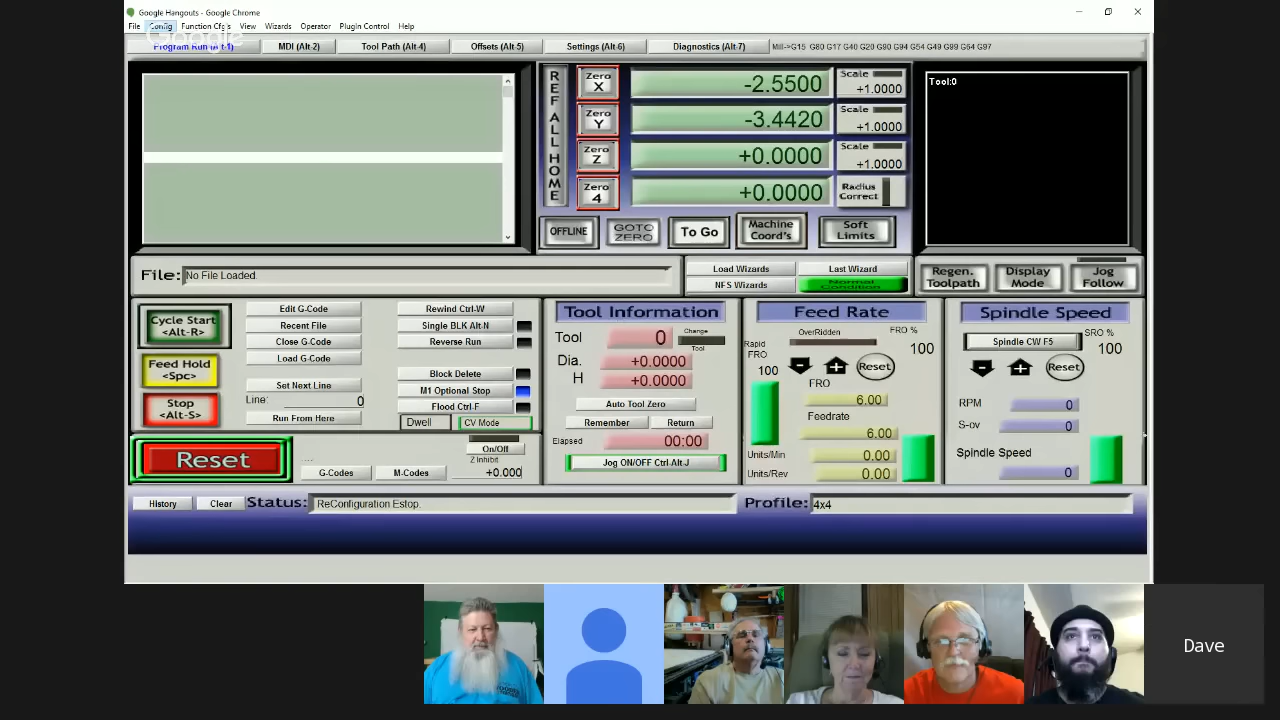 Google Hangouts - Google Chrome
File Config Function Cfg's View Wizards Operator PlugIn Control Help
Google
Program Run (Alt-1) MDI (Alt-2) Tool Path (Alt-4) Offsets (Alt-5) Settings (Alt-6) Diagnostics (Alt-7) Mill->G15 G80 G17 G40 G20 G90 G94 G54 G49 G99 G64 G97
REF ALL HOME
Zero X -2.5500 Scale +1.0000
Zero Y -3.4420 Scale +1.0000
Zero Z +0.0000 Scale +1.0000
Zero 4 +0.0000 Radius Correct
OFFLINE GOTO ZERO To Go Machine Coord's Soft Limits
Tool:0
File: No File Loaded.
Load Wizards Last Wizard
NFS Wizards Normal Condition
Regen. Toolpath Display Mode Jog Follow
Cycle Start <Alt-R>
Feed Hold <Spc>
Stop <Alt-S>
Reset
Edit G-Code
Recent File
Close G-Code
Load G-Code
Set Next Line
Line: 0
Run From Here
Rewind Ctrl-W
Single BLK Alt-N
Reverse Run
Block Delete
M1 Optional Stop
Flood Ctrl-F
Dwell CV Mode
....
G-Codes M-Codes
On/Off
Z Inhibit
+0.000
Tool Information
Tool 0 Change Tool
Dia. +0.0000
H +0.0000
Auto Tool Zero
Remember Return
Elapsed 00:00
Jog ON/OFF Ctrl-Alt-J
Feed Rate
OverRidden FRO %
100
Rapid FRO
100
Reset
FRO
6.00
Feedrate
6.00
Units/Min 0.00
Units/Rev 0.00
Spindle Speed
Spindle CW F5 SRO %
100
Reset
RPM 0
S-ov 0
Spindle Speed
0
History Clear Status: ReConfiguration Estop. Profile: 4x4
Dave